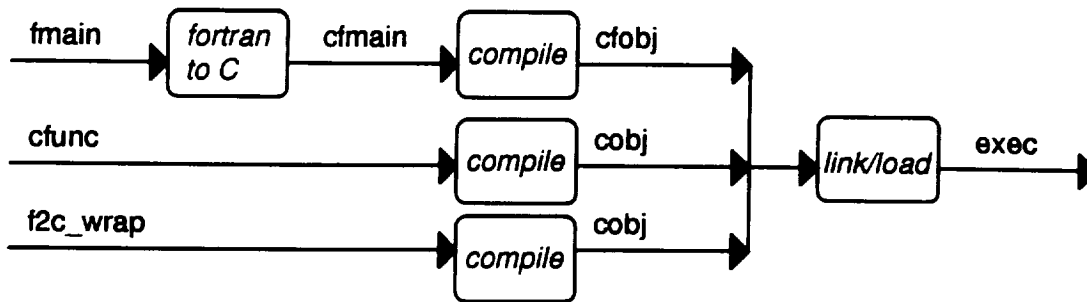 fmain
fortran
to C
cfmain
compile
cfobj
cfunc
compile
cobj
link/load
exec
f2c_wrap
compile
cobj